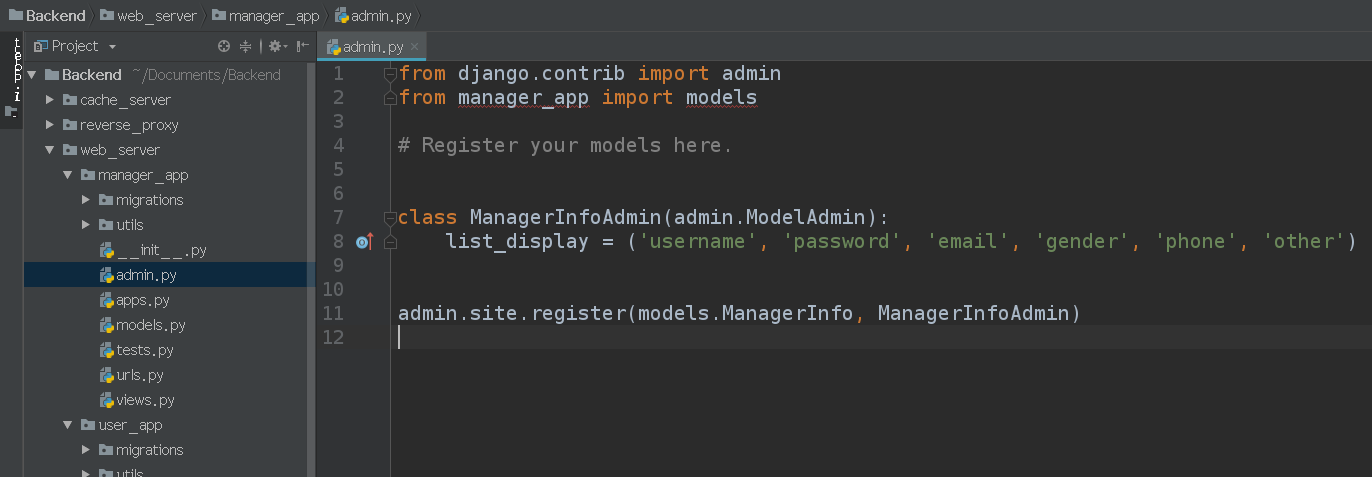 Backend web_server manager_app admin.py
Project
admin.py
Backend ~/Documents/Backend
cache_server
reverse_proxy
web_server
manager_app
migrations
utils
__init__.py
admin.py
apps.py
models.py
tests.py
urls.py
views.py
user_app
migrations
utils
1 from django.contrib import admin
2 from manager_app import models
3
4 # Register your models here.
5
6
7 class ManagerInfoAdmin(admin.ModelAdmin):
8 list_display = ('username', 'password', 'email', 'gender', 'phone', 'other')
9
10
11 admin.site.register(models.ManagerInfo, ManagerInfoAdmin)
12